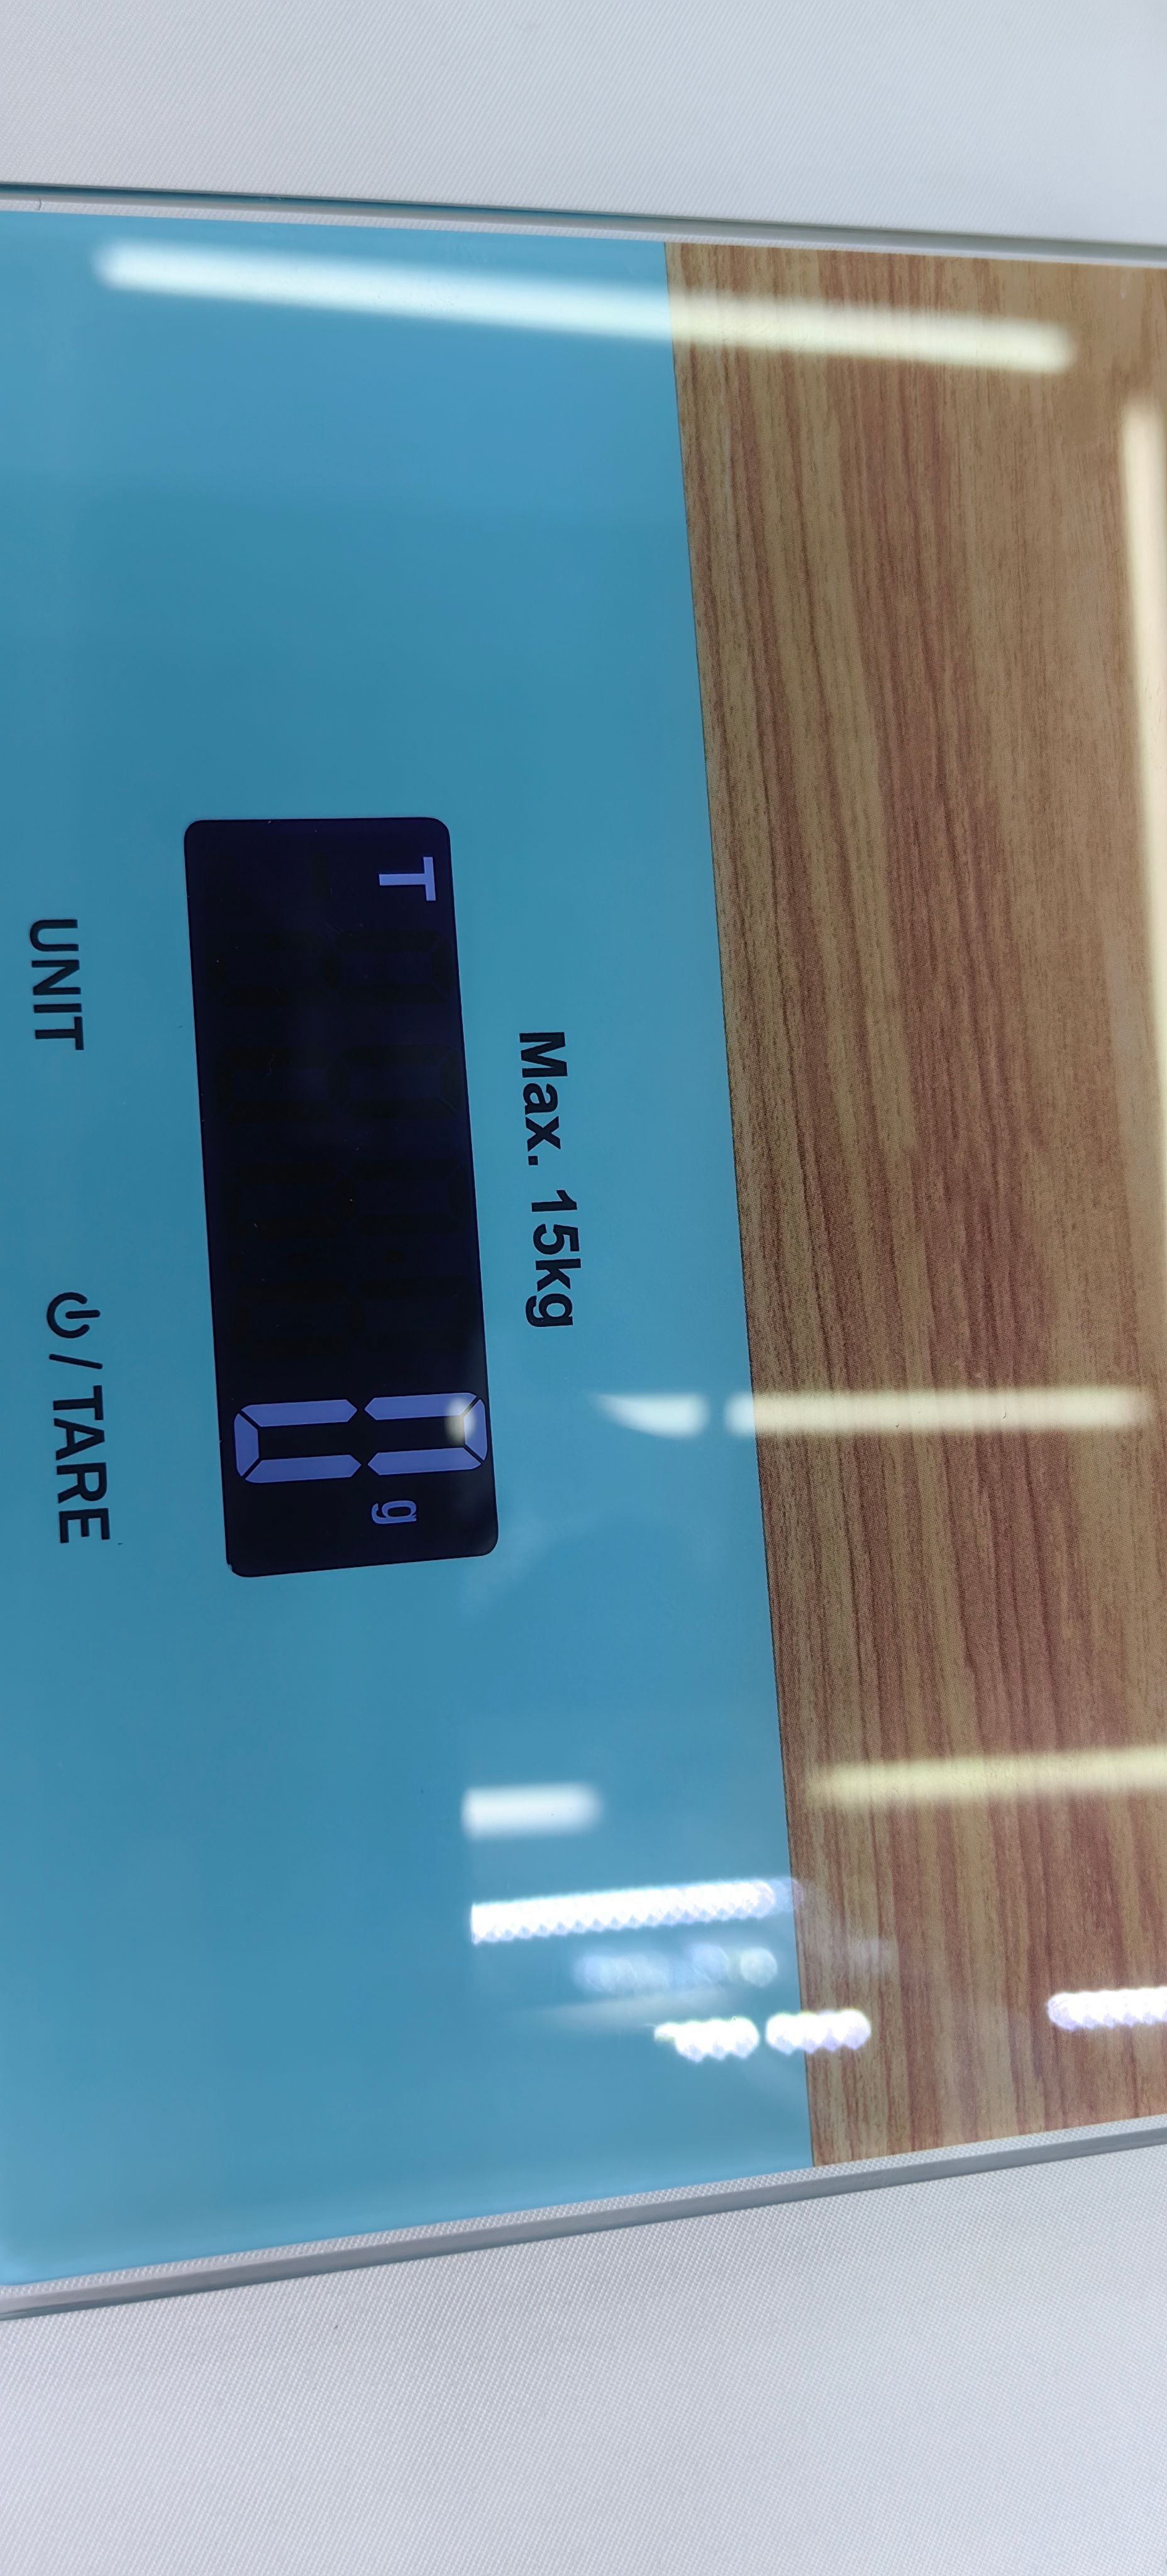 Max. 15kg
T
0 g
UNIT
⏻/TARE